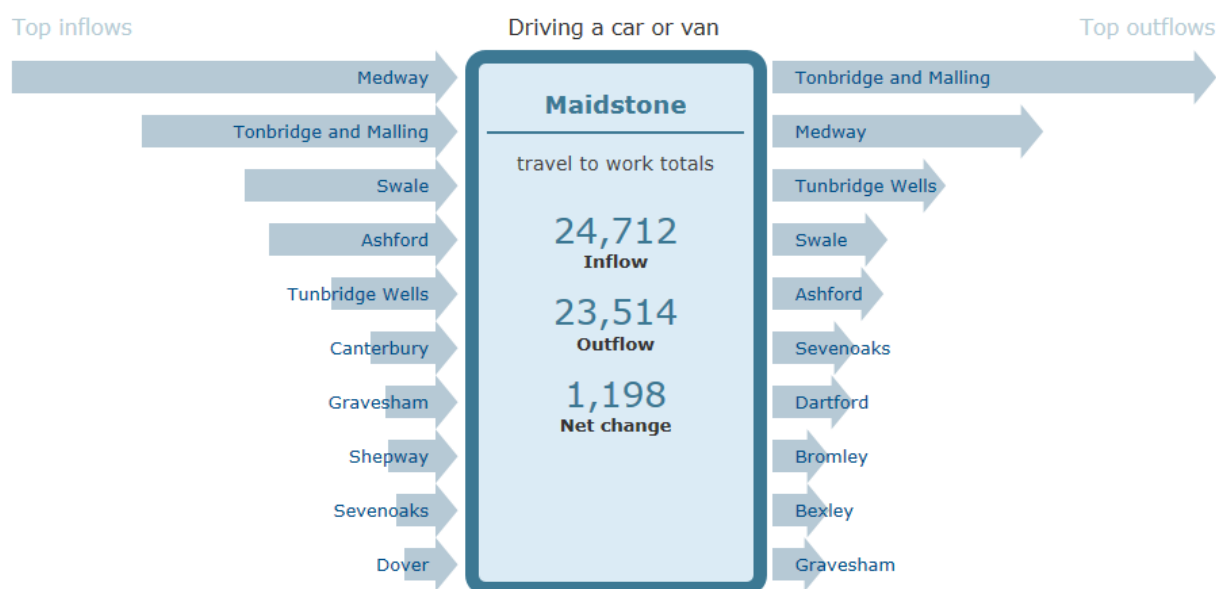 Top inflows
Driving a car or van
Top outflows
Medway
Tonbridge and Malling
Swale
Ashford
Tunbridge Wells
Canterbury
Gravesham
Shepway
Sevenoaks
Dover
Maidstone
travel to work totals
24,712
Inflow
23,514
Outflow
1,198
Net change
Tonbridge and Malling
Medway
Tunbridge Wells
Swale
Ashford
Sevenoaks
Dartford
Bromley
Bexley
Gravesham